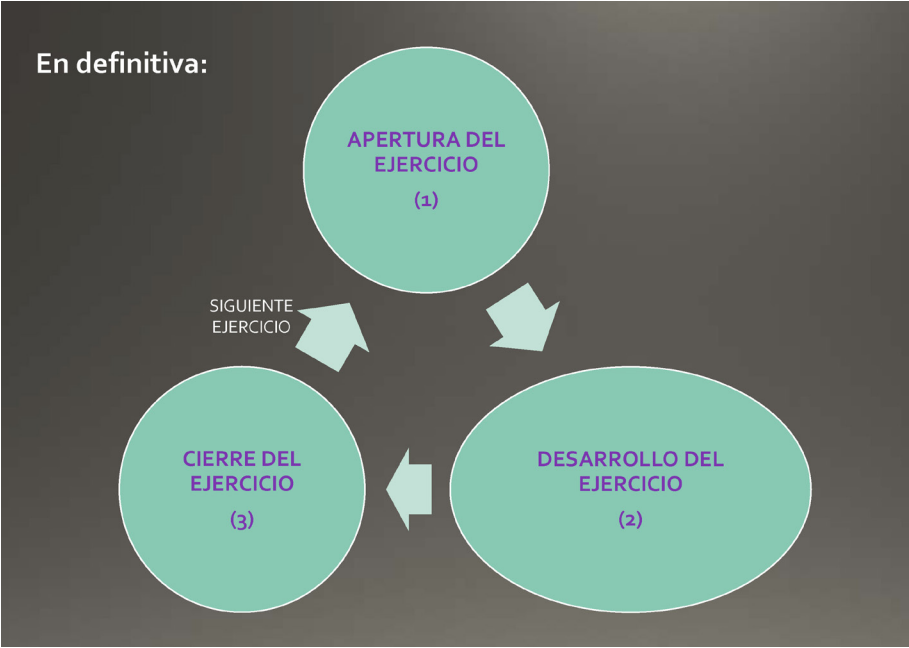 En definitiva:
APERTURA DEL
EJERCICIO
(1)
SIGUIENTE
EJERCICIO
DESARROLLO DEL
EJERCICIO
(2)
CIERRE DEL
EJERCICIO
(3)